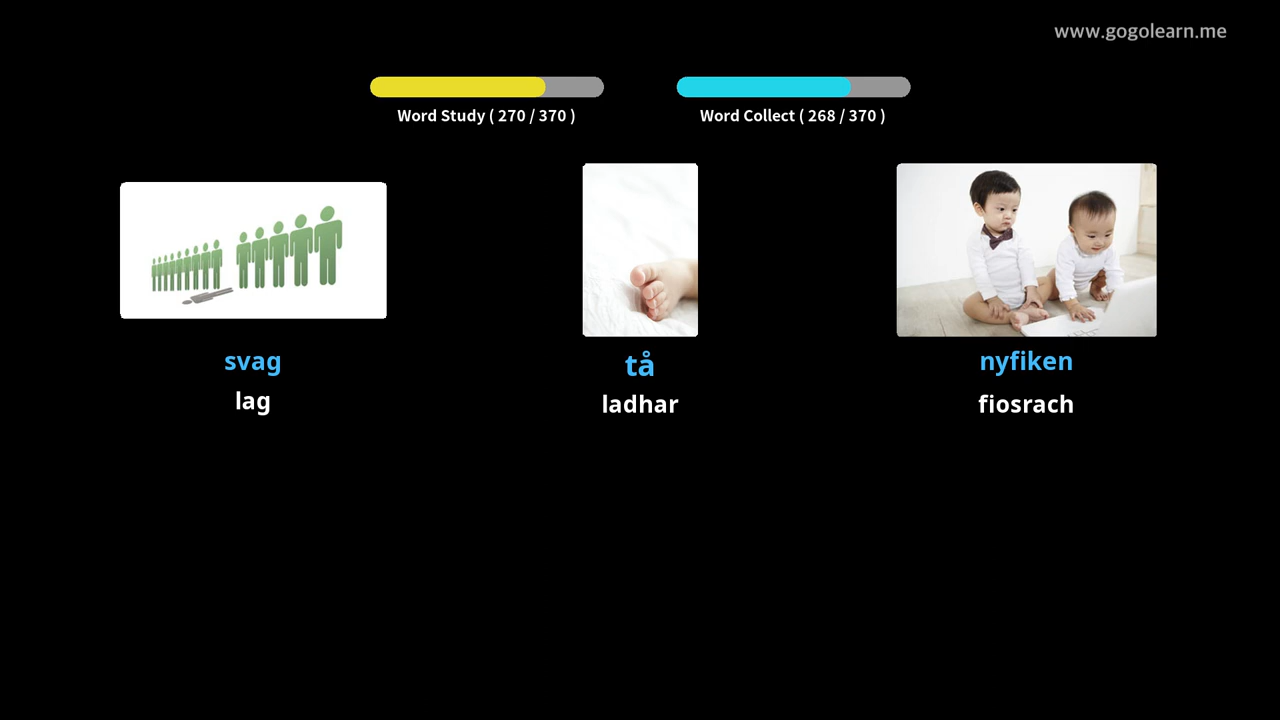 www.gogolearn.me
Word Study ( 270 / 370 )
Word Collect ( 268 / 370 )
svag
lag
tå
ladhar
nyfiken
fiosrach